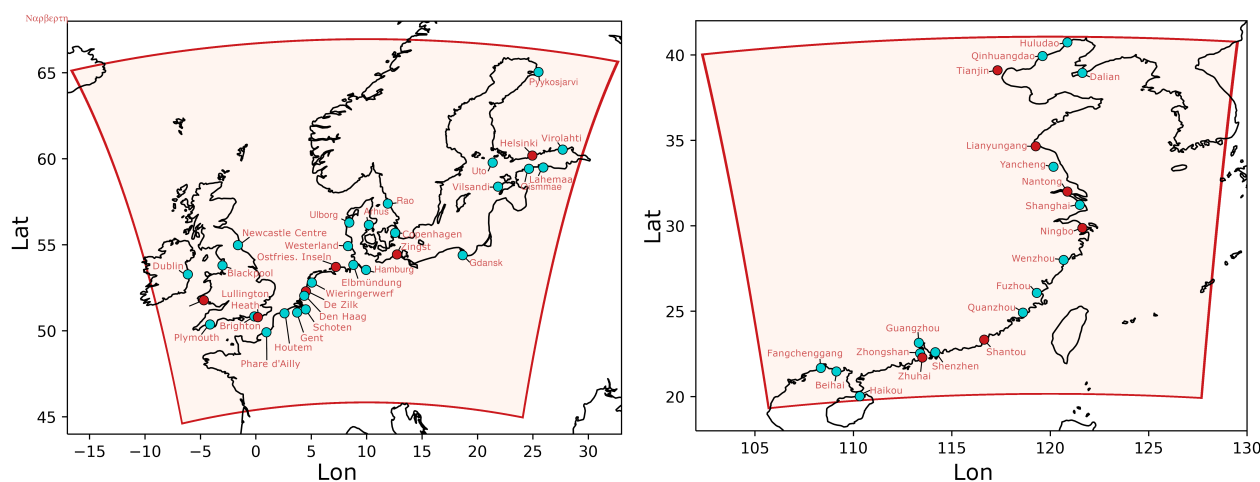 Ναρβερτη
65
60
55
50
45
−15
−10
−5
0
5
10
15
20
25
30
Lon
Lat
Pyykosjarvi
Virolahti
Helsinki
Uto
Lahemaa
Vilsandi
Rao
Arhus
Ulborg
Copenhagen
Newcastle Centre
Westerland
Zingst
Ostfries. Inseln
Gdansk
Dublin
Blackpool
Hamburg
Elbmündung
Lullington
Heath
Wieringerwerf
De Zilk
Den Haag
Schoten
Brighton
Plymouth
Gent
Houtem
Phare d'Ailly
40
35
30
25
20
105
110
115
120
125
130
Lon
Lat
Huludao
Qinhuangdao
Tianjin
Dalian
Lianyungang
Yancheng
Nantong
Shanghai
Ningbo
Wenzhou
Fuzhou
Quanzhou
Guangzhou
Zhongshan
Shantou
Shenzhen
Zhuhai
Fangchenggang
Beihai
Haikou